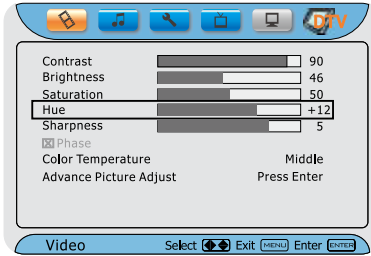 DTV
Contrast 90
Brightness 46
Saturation 50
Hue +12
Sharpness 5
Phase
Color Temperature Middle
Advance Picture Adjust Press Enter
Video Select Exit MENU Enter ENTER